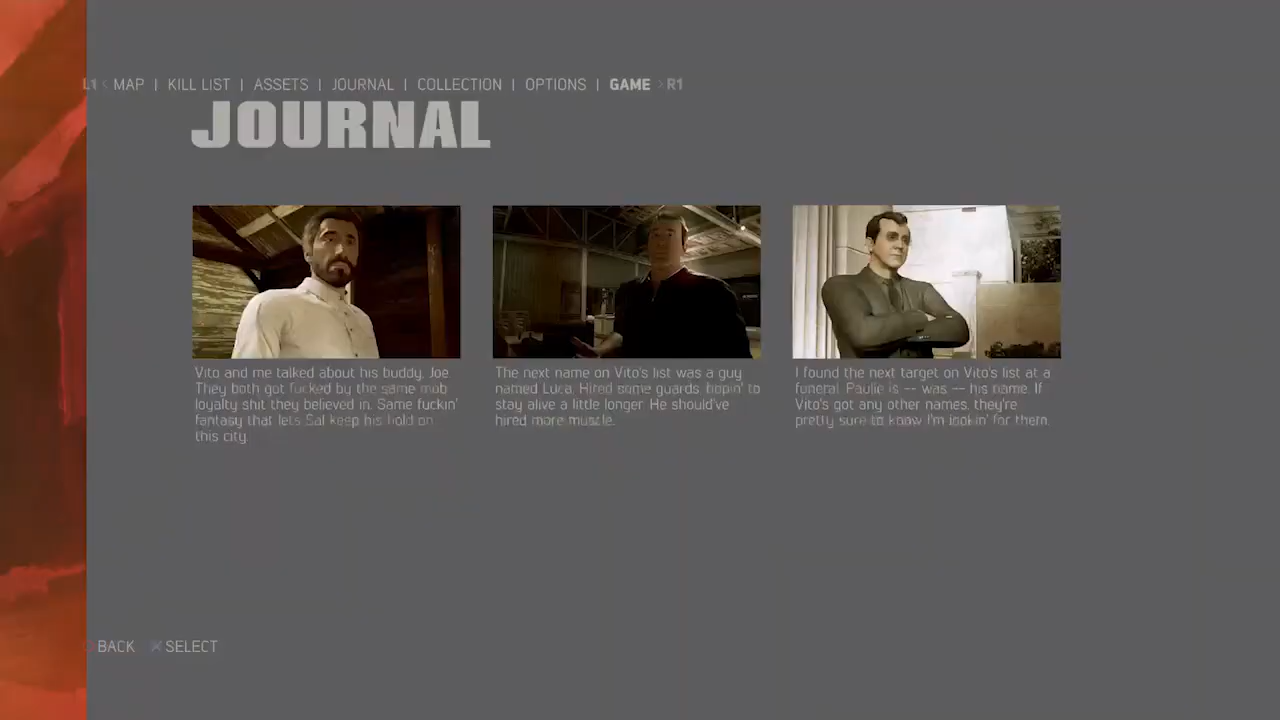 L1 < MAP | KILL LIST | ASSETS | JOURNAL | COLLECTION | OPTIONS | GAME > R1
JOURNAL
Vito and me talked about his buddy, Joe.
They both got fucked by the same mob
loyalty shit they believed in. Same fuckin'
fantasy that lets Sal keep his hold on
this city.
The next name on Vito's list was a guy
named Luca. Hired some guards hopin' to
stay alive a little longer. He should've
hired more muscle.
I found the next target on Vito's list at a
funeral. Paulie is -- was -- his name. If
Vito's got any other names, they're
pretty sure to know I'm lookin' for them.
BACK SELECT